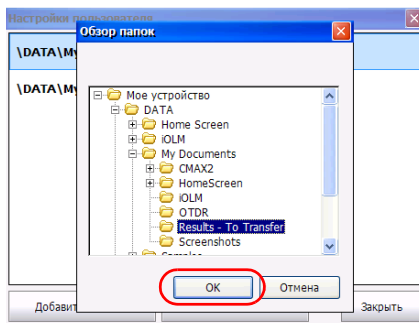 Настройки пользователя
Обзор папок
\DATA\My
\DATA\My
Мое устройство
DATA
Home Screen
iOLM
My Documents
CMAX2
HomeScreen
iOLM
OTDR
Results - To Transfer
Screenshots
OK
Отмена
Добавит
Закрыть